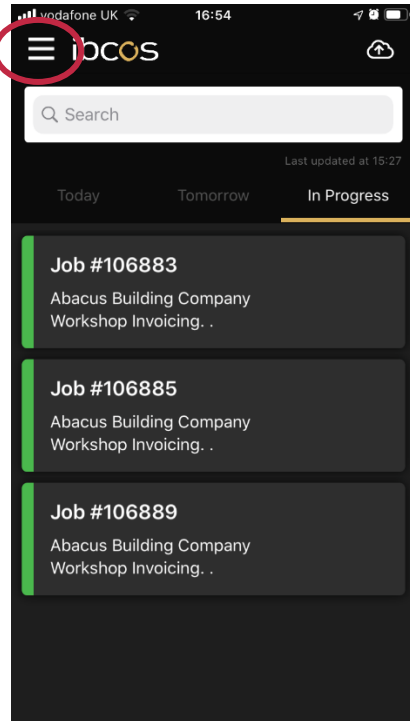 vodafone UK 16:54
ibcos
Search
Last updated at 15:27
Today Tomorrow In Progress
Job #106883
Abacus Building Company
Workshop Invoicing. .
Job #106885
Abacus Building Company
Workshop Invoicing. .
Job #106889
Abacus Building Company
Workshop Invoicing. .